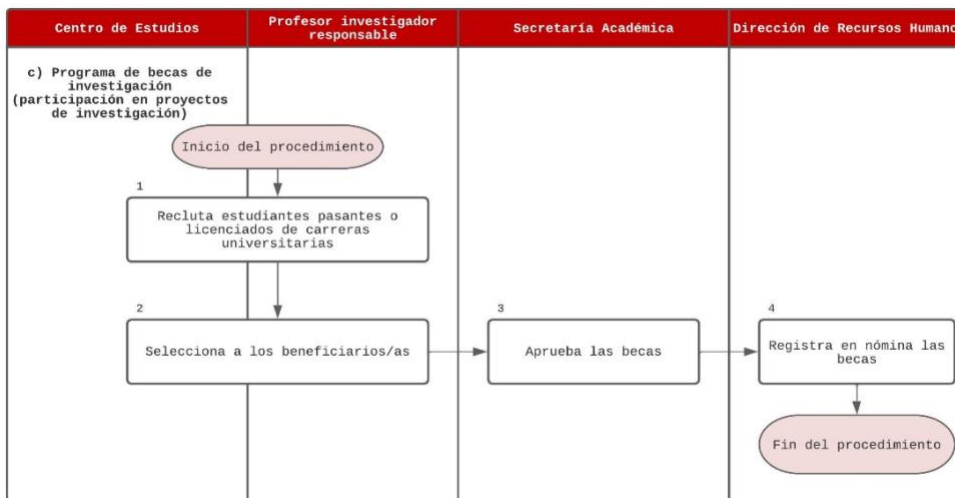 Centro de Estudios
Profesor investigador
responsable
Secretaría Académica
Dirección de Recursos Humano
c) Programa de becas de
investigación
(participación en proyectos
de investigación)
Inicio del procedimiento
1
Recluta estudiantes pasantes o
licenciados de carreras
universitarias
2
Selecciona a los beneficiarios/as
3
Aprueba las becas
4
Registra en nómina las
becas
Fin del procedimiento